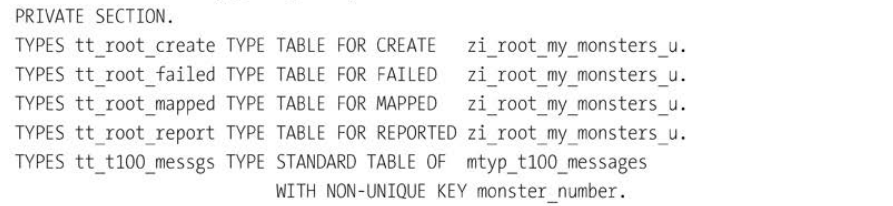 PRIVATE SECTION.
TYPES tt_root_create TYPE TABLE FOR CREATE   zi_root_my_monsters_u.
TYPES tt_root_failed TYPE TABLE FOR FAILED   zi_root_my_monsters_u.
TYPES tt_root_mapped TYPE TABLE FOR MAPPED   zi_root_my_monsters_u.
TYPES tt_root_report TYPE TABLE FOR REPORTED zi_root_my_monsters_u.
TYPES tt_t100_messgs TYPE STANDARD TABLE OF  mtyp_t100_messages
                          WITH NON-UNIQUE KEY monster_number.